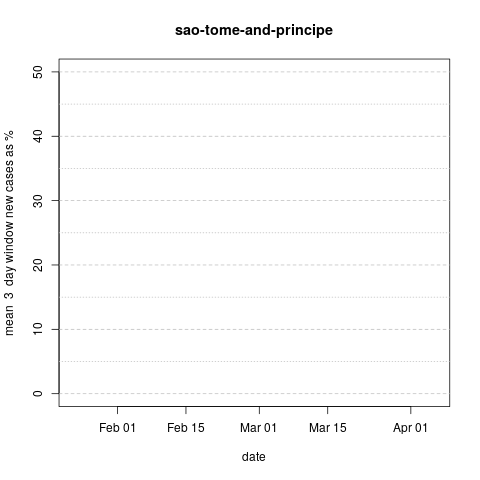 sao-tome-and-principe
mean  3  day window new cases as %
50
40
30
20
10
0
Feb 01
Feb 15
Mar 01
Mar 15
Apr 01
date